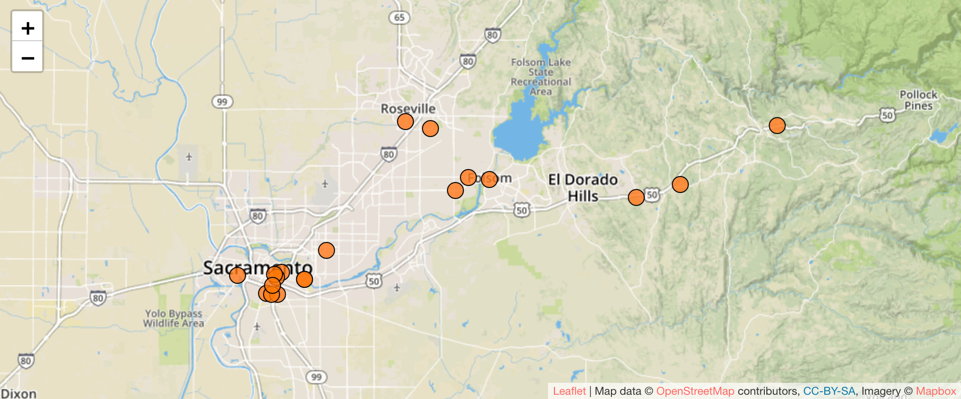 +
−
65
80
80
99
Folsom Lake
State
Recreational
Area
Pollock
Pines
50
Roseville
80
Folsom
El Dorado
Hills
50
50
80
Sacramento
50
80
Yolo Bypass
Wildlife Area
80
99
Dixon
Leaflet | Map data © OpenStreetMap contributors, CC-BY-SA, Imagery © Mapbox